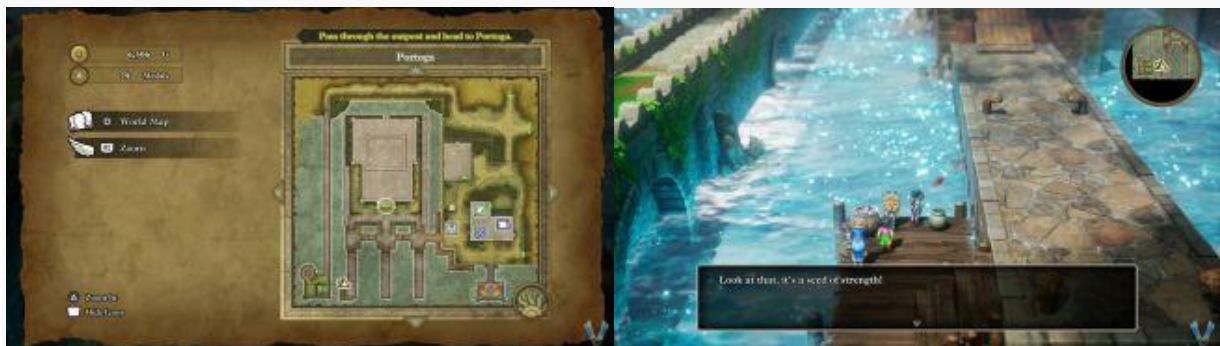 Pass through the outpost and head to Portoga.
Portoga
G
World Map
Zoom
Look at that, it's a seed of strength!